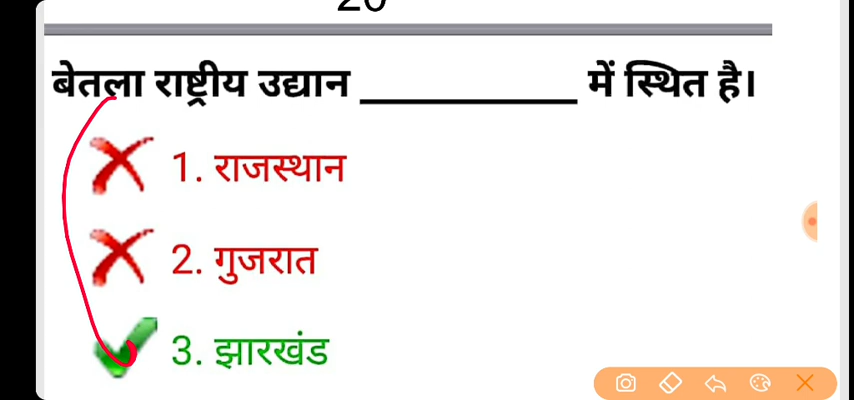 बेतला राष्ट्रीय उद्यान __________ में स्थित है।
1. राजस्थान
2. गुजरात
3. झारखंड